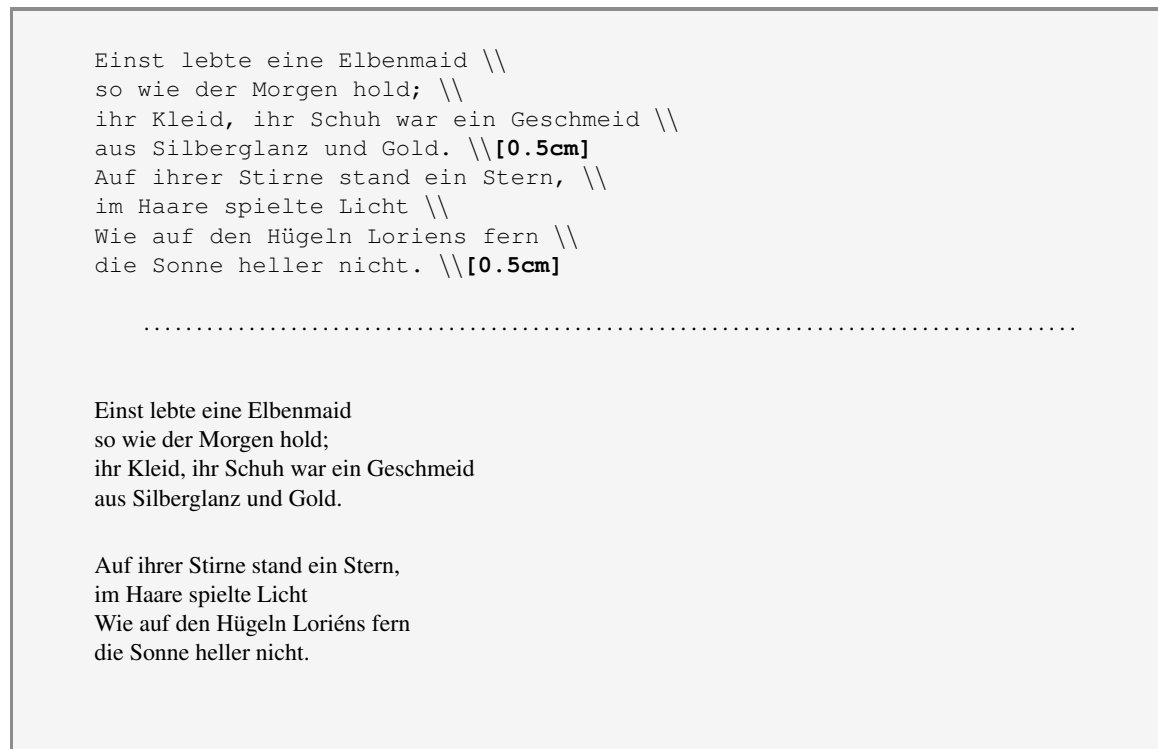 Einst lebte eine Elbenmaid \\
so wie der Morgen hold; \\
ihr Kleid, ihr Schuh war ein Geschmeid \\
aus Silberglanz und Gold. \\[0.5cm]
Auf ihrer Stirne stand ein Stern, \\
im Haare spielte Licht \\
Wie auf den Hügeln Loriens fern \\
die Sonne heller nicht. \\[0.5cm]
Einst lebte eine Elbenmaid
so wie der Morgen hold;
ihr Kleid, ihr Schuh war ein Geschmeid
aus Silberglanz und Gold.
Auf ihrer Stirne stand ein Stern,
im Haare spielte Licht
Wie auf den Hügeln Loriéns fern
die Sonne heller nicht.